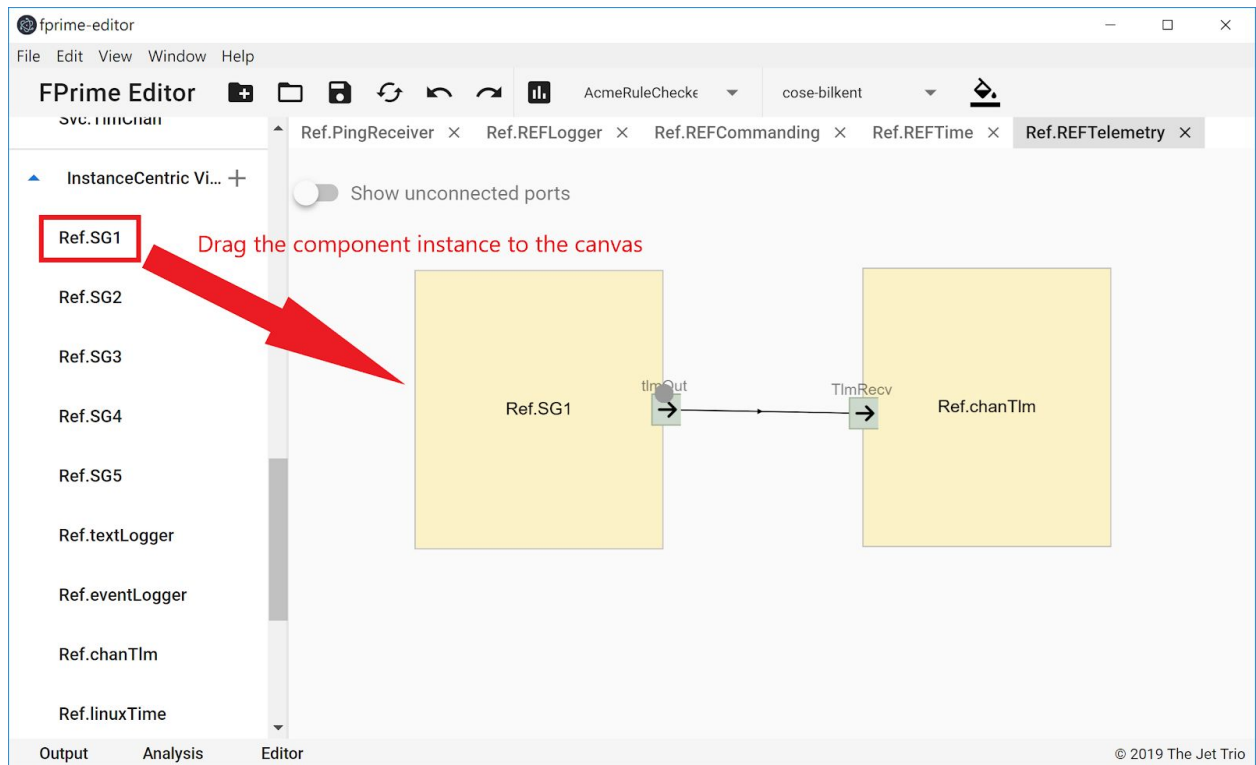 fprime-editor
File Edit View Window Help
FPrime Editor AcmeRuleChecke cose-bilkent
Svc.TlmChan
Ref.PingReceiver × Ref.REFLogger × Ref.REFCommanding × Ref.REFTime × Ref.REFTelemetry ×
InstanceCentric Vi... +
Show unconnected ports
Ref.SG1
Drag the component instance to the canvas
Ref.SG2
Ref.SG3
Ref.SG4
Ref.SG5
Ref.textLogger
Ref.eventLogger
Ref.chanTlm
Ref.linuxTime
tlmOut
TlmRecv
Ref.SG1
Ref.chanTlm
Output Analysis Editor
© 2019 The Jet Trio